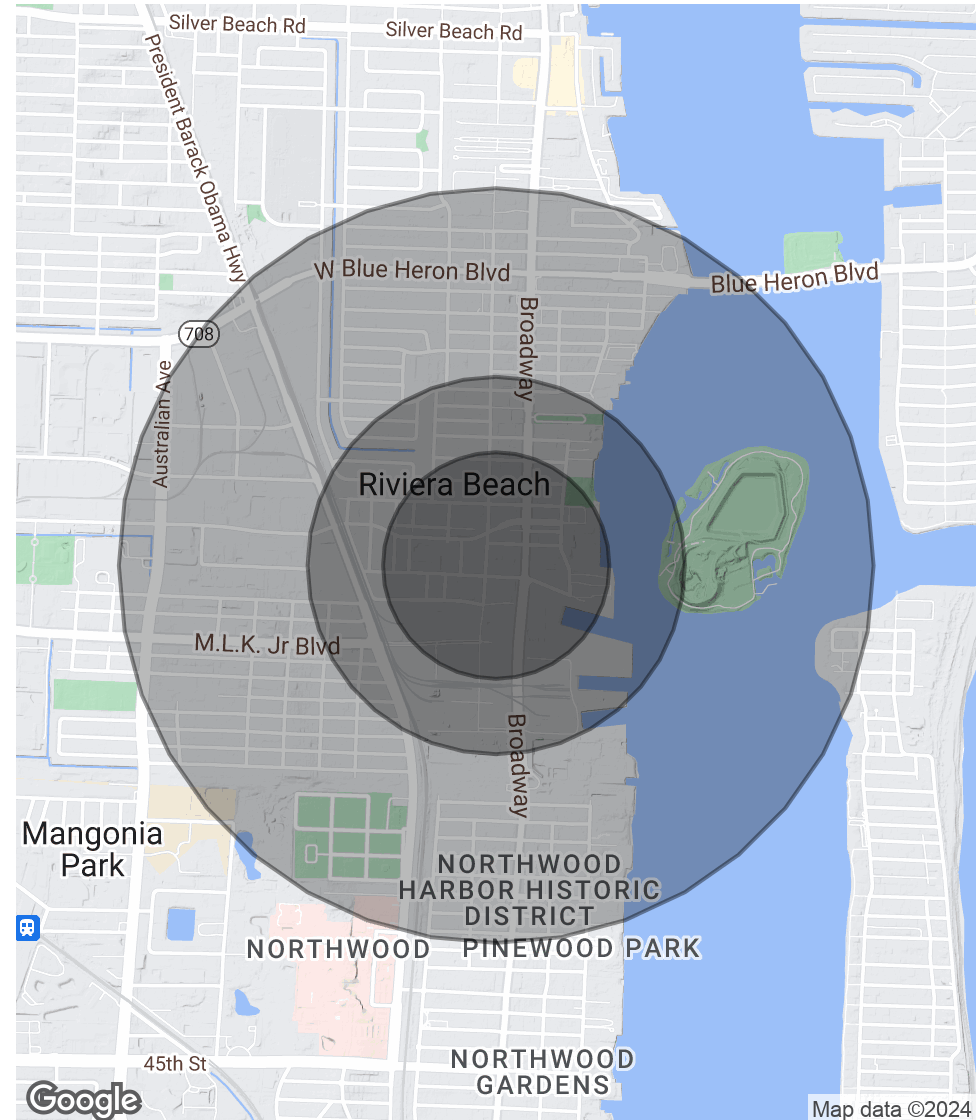 Silver Beach Rd
Silver Beach Rd
President Barack Obama Hwy
W Blue Heron Blvd
Blue Heron Blvd
Broadway
708
Australian Ave
Riviera Beach
M.L.K. Jr Blvd
Broadway
Mangonia
Park
NORTHWOOD
HARBOR HISTORIC
DISTRICT
NORTHWOOD
PINEWOOD PARK
45th St
NORTHWOOD
GARDENS
Google
Map data ©2024